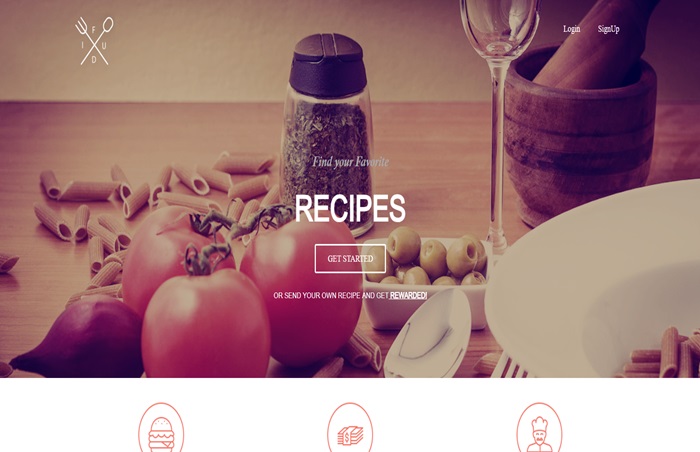 F
I U
D
Login SignUp
Find your Favorite
RECIPES
GET STARTED
OR SEND YOUR OWN RECIPE AND GET REWARDED!
$